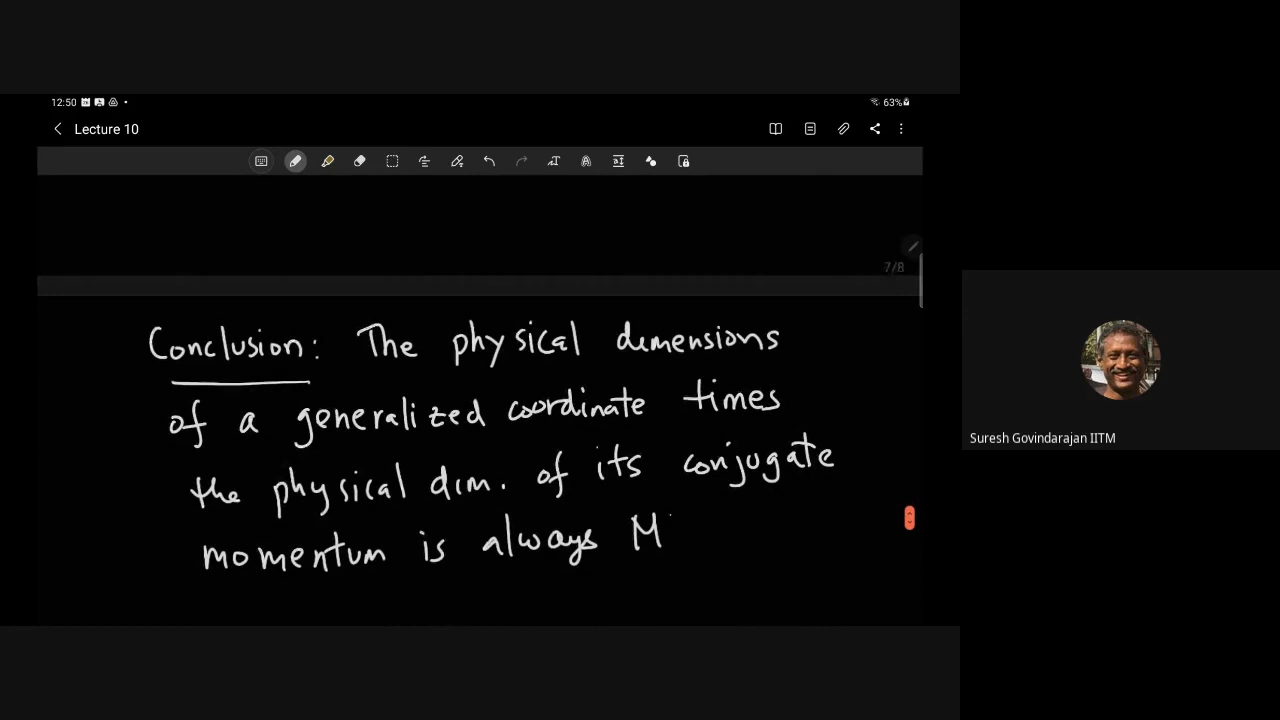 12:50
63%
Lecture 10
7/8
Conclusion: The physical dimensions
of a generalized coordinate times
the physical dim. of its conjugate
momentum is always M
Suresh Govindarajan IITM